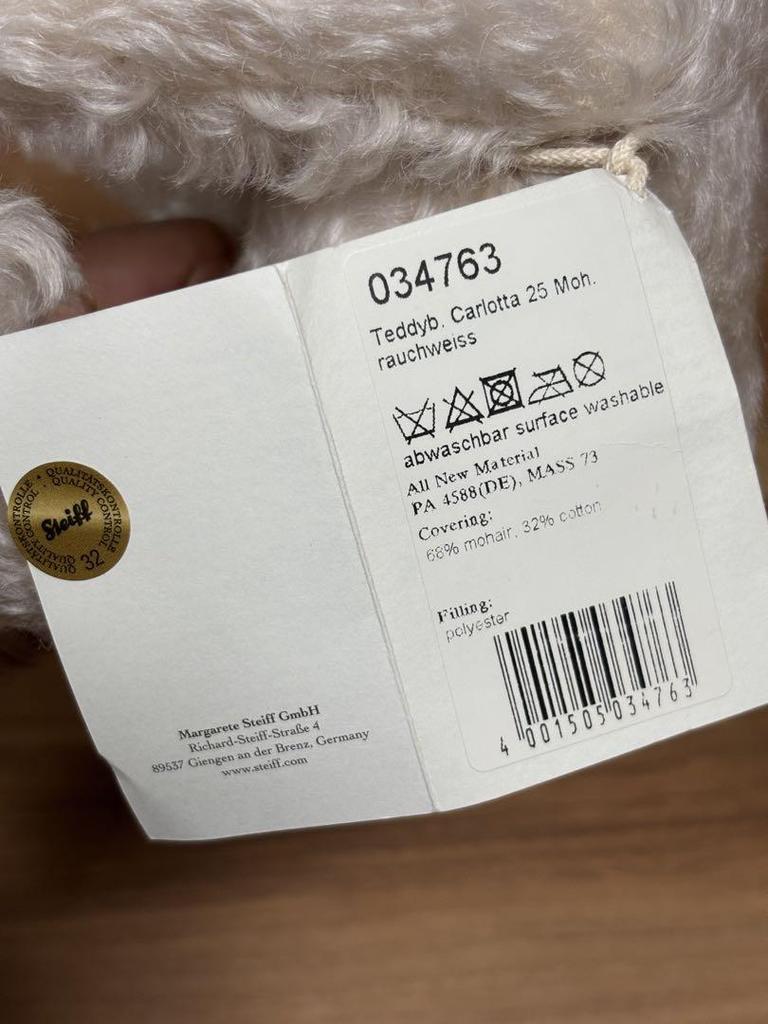 QUALITÄTSKONTROLLE • QUALITY CONTROL
Steiff
32
Margarete Steiff GmbH
Richard-Steiff-Straße 4
89537 Giengen an der Brenz, Germany
www.steiff.com
034763
Teddyb. Carlotta 25 Moh.
rauchweiss
abwaschbar surface washable
All New Material
PA 4588(DE), MASS 73
Covering:
68% mohair, 32% cotton
Filling:
polyester
4 001505 034763